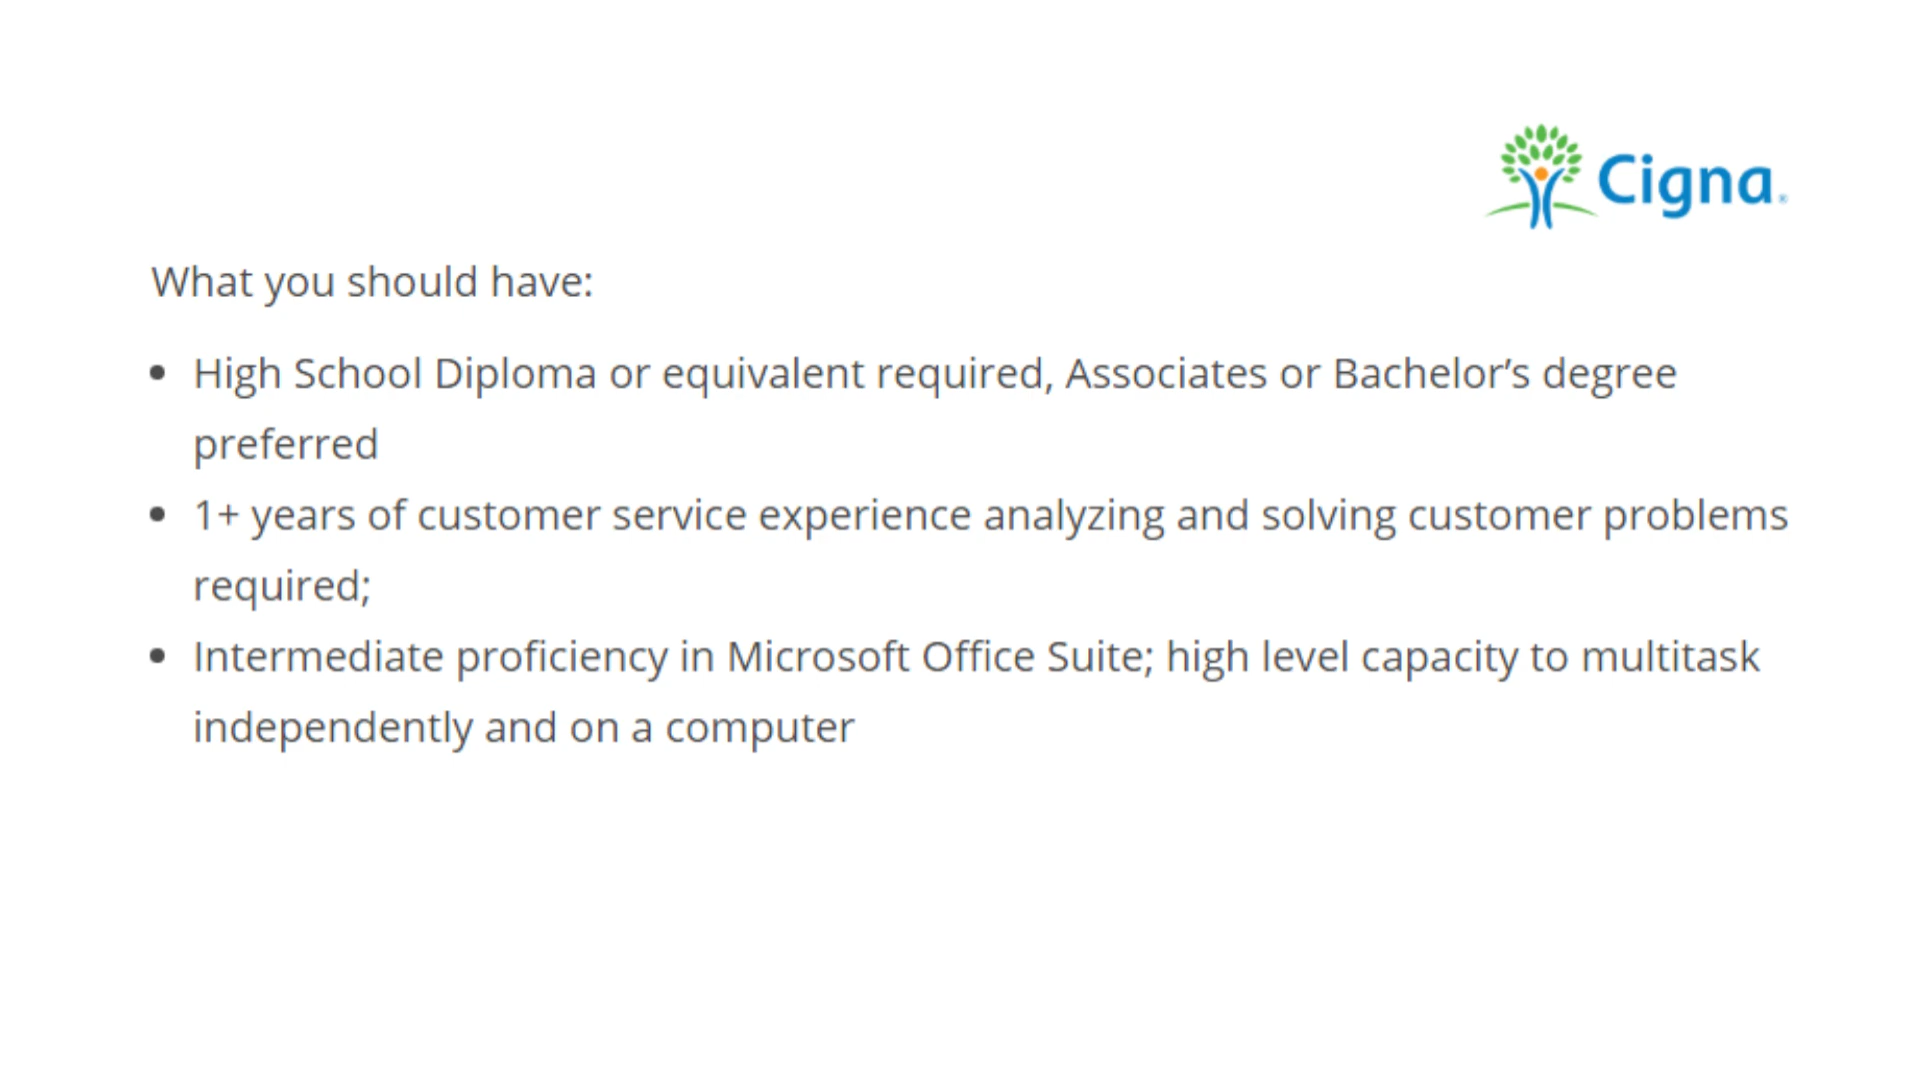 Cigna®
What you should have:
• High School Diploma or equivalent required, Associates or Bachelor’s degree
preferred
• 1+ years of customer service experience analyzing and solving customer problems
required;
• Intermediate proficiency in Microsoft Office Suite; high level capacity to multitask
independently and on a computer